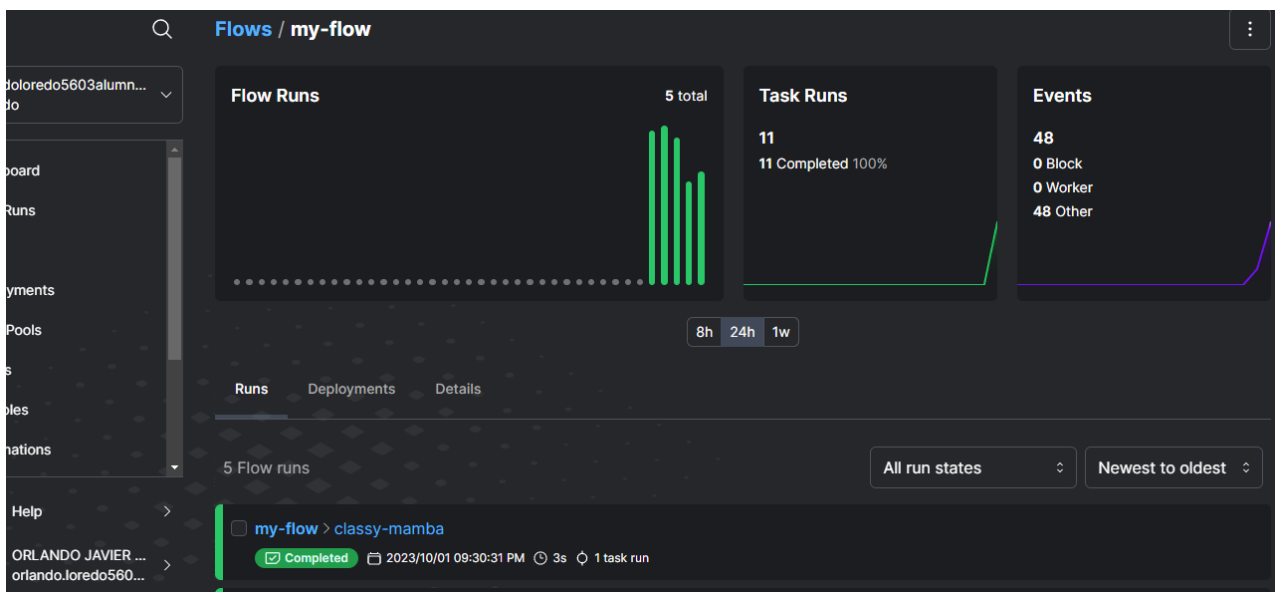 Flows / my-flow
doloredo5603alumn...
do
board
Runs
yments
Pools
s
bles
nations
Help
ORLANDO JAVIER ...
orlando.loredo560...
Flow Runs
5 total
Task Runs
11
11 Completed 100%
Events
48
0 Block
0 Worker
48 Other
8h 24h 1w
Runs Deployments Details
5 Flow runs
All run states
Newest to oldest
my-flow > classy-mamba
Completed 2023/10/01 09:30:31 PM 3s 1 task run